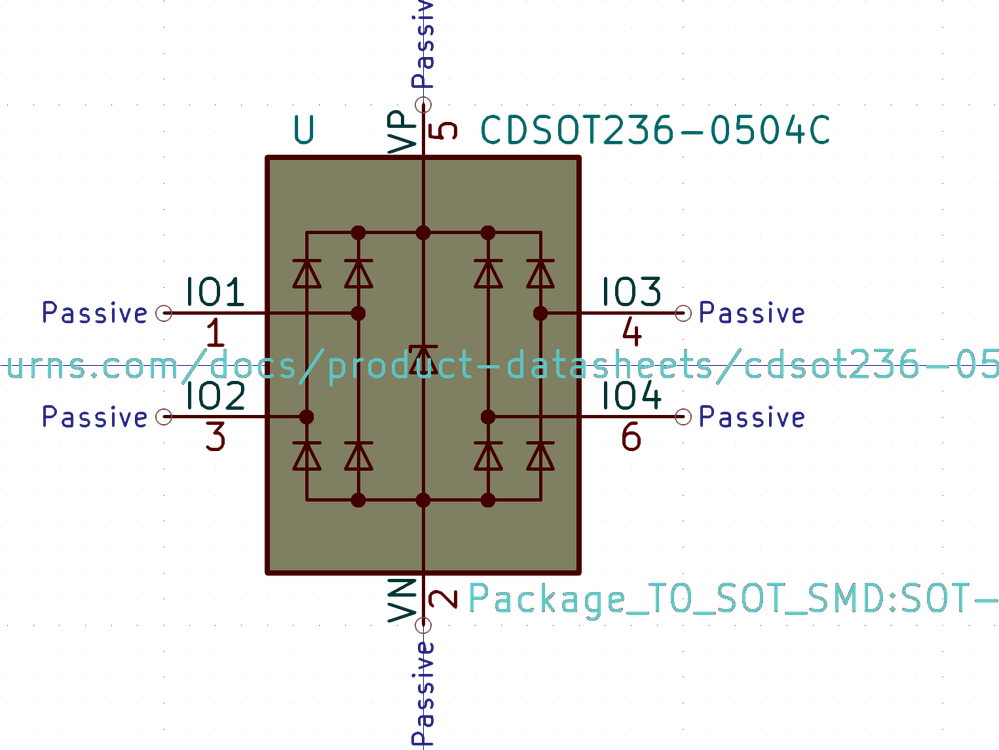 Passive
U
VP
5
CDSOT236-0504C
IO1
1
Passive
IO3
4
Passive
urns.com/docs/product-datasheets/cdsot236-05
IO2
3
Passive
IO4
6
Passive
VN
2
Package_TO_SOT_SMD:SOT-
Passive